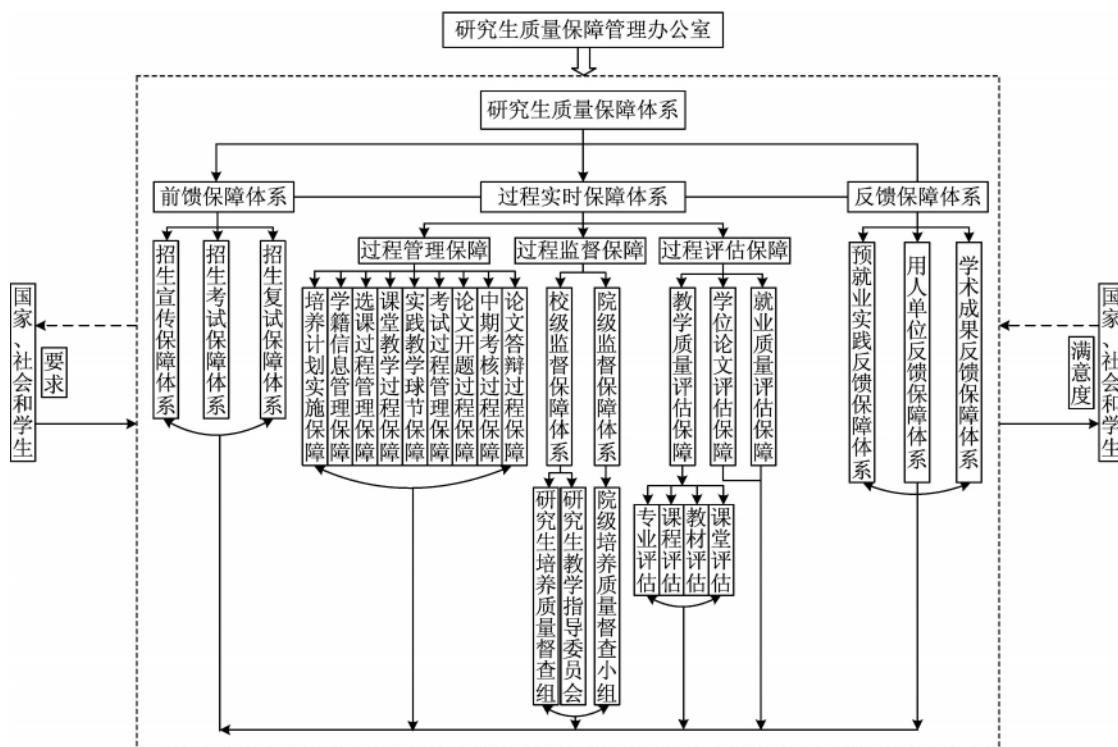 研究生质量保障管理办公室
研究生质量保障体系
前馈保障体系
过程实时保障体系
反馈保障体系
过程管理保障
过程监督保障
过程评估保障
国家、社会和学生
要求
招生宣传保障体系
招生考试保障体系
招生复试保障体系
培养计划实施保障
学籍信息管理保障
选课过程管理保障
课堂教学过程保障
实践教学球节保障
考试过程管理保障
论文开题过程保障
中期考核过程保障
论文答辩过程保障
校级监督保障体系
院级监督保障体系
教学质量评估保障
学位论文评估保障
就业质量评估保障
预就业实践反馈保障体系
用人单位反馈保障体系
学术成果反馈保障体系
满意度
国家、社会和学生
研究生培养质量督查组
研究生教学指导委员会
院级培养质量督查小组
专业评估
课程评估
教材评估
课堂评估